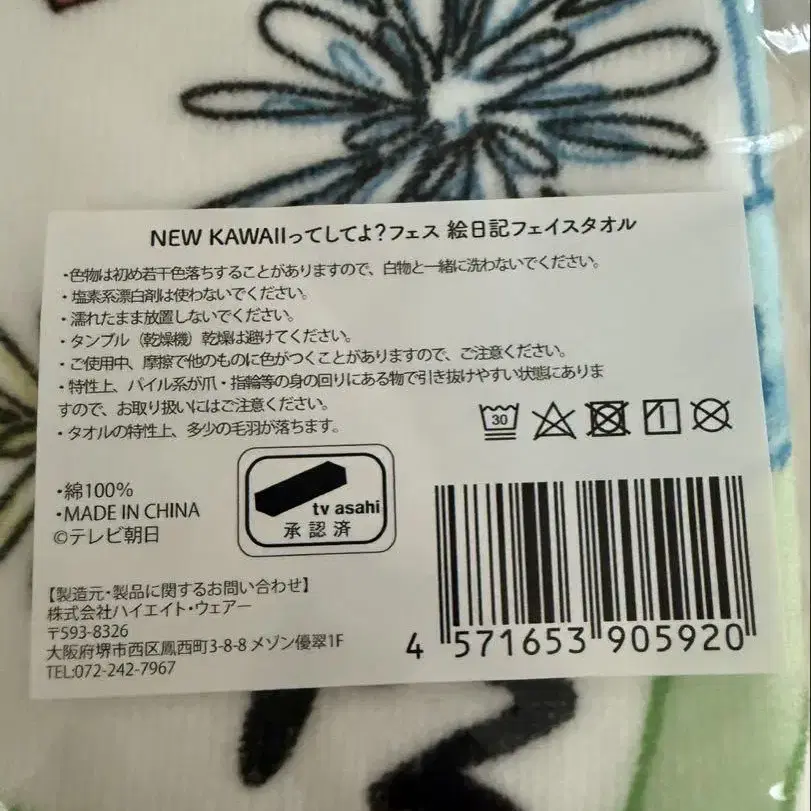 NEW KAWAIIってしてよ?フェス 絵日記フェイスタオル
・色物は初め若干色落ちすることがありますので、白物と一緒に洗わないでください。
・塩素系漂白剤は使わないでください。
・濡れたまま放置しないでください。
・タンブル（乾燥機）乾燥は避けてください。
・ご使用中、摩擦で他のものに色がつくことがありますので、ご注意ください。
・特性上、パイル系が爪・指輪等の身の回りにある物で引き抜けやすい状態にありま
すので、お取り扱いにはご注意ください。
・タオルの特性上、多少の毛羽が落ちます。
30
・綿100%
・MADE IN CHINA
©テレビ朝日
tv asahi
承認済
【製造元・製品に関するお問い合わせ】
株式会社ハイエイト・ウェアー
〒593-8326
大阪府堺市西区鳳西町3-8-8 メゾン優翠1F
TEL:072-242-7967
4 571653 905920